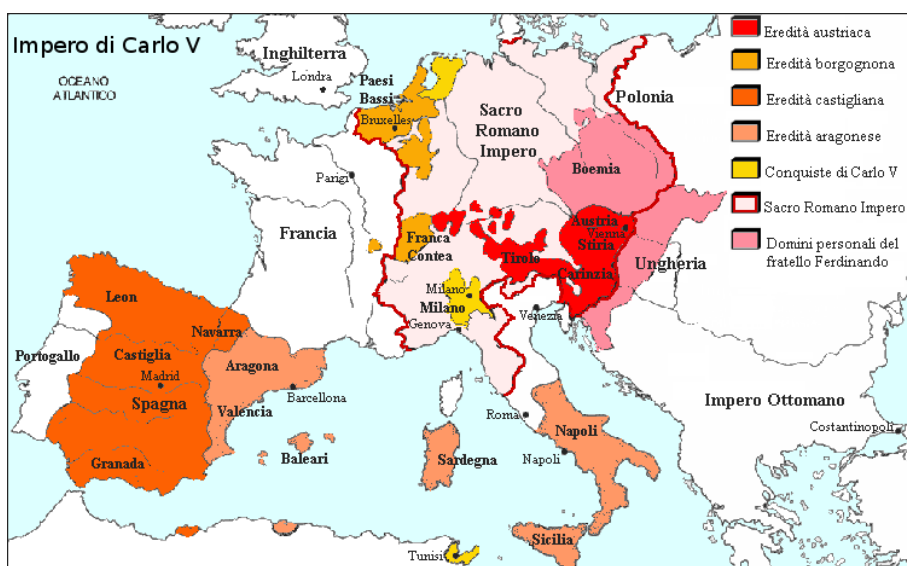 Impero di Carlo V
OCEANO
ATLANTICO
Inghilterra
Londra
Paesi
Bassi
Bruxelles
Sacro
Romano
Impero
Polonia
Boemia
Parigi
Francia
Franca
Contea
Austria
Vienna
Stiria
Tirolo
Carinzia
Ungheria
Milano
Milano
Genova
Venezia
Leon
Navarra
Portogallo
Castiglia
Madrid
Spagna
Aragona
Barcellona
Valencia
Granada
Baleari
Sardegna
Roma
Napoli
Napoli
Sicilia
Tunisi
Impero Ottomano
Costantinopoli
Eredità austriaca
Eredità borgognona
Eredità castigliana
Eredità aragonese
Conquiste di Carlo V
Sacro Romano Impero
Domini personali del
fratello Ferdinando